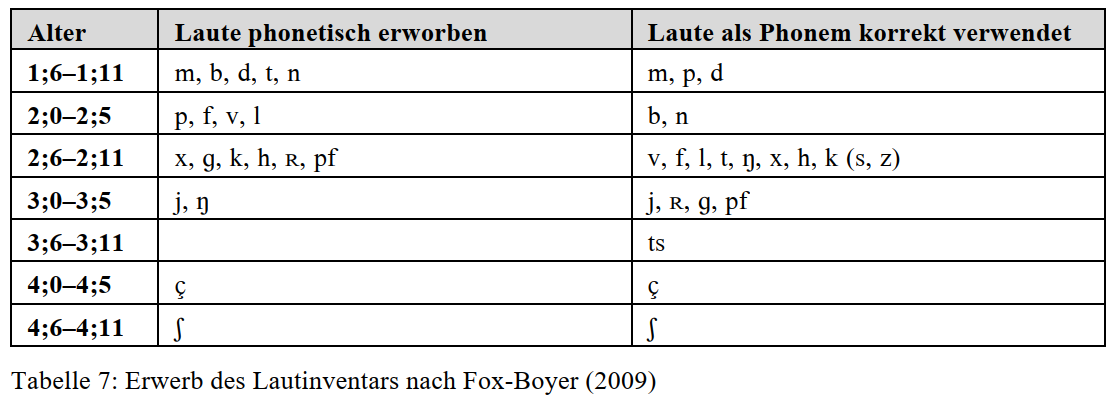 Alter Laute phonetisch erworben Laute als Phonem korrekt verwendet
1;6–1;11 m, b, d, t, n m, p, d
2;0–2;5 p, f, v, l b, n
2;6–2;11 x, ɡ, k, h, ʀ, pf v, f, l, t, ŋ, x, h, k (s, z)
3;0–3;5 j, ŋ j, ʀ, ɡ, pf
3;6–3;11 ts
4;0–4;5 ç ç
4;6–4;11 ʃ ʃ
Tabelle 7: Erwerb des Lautinventars nach Fox-Boyer (2009)